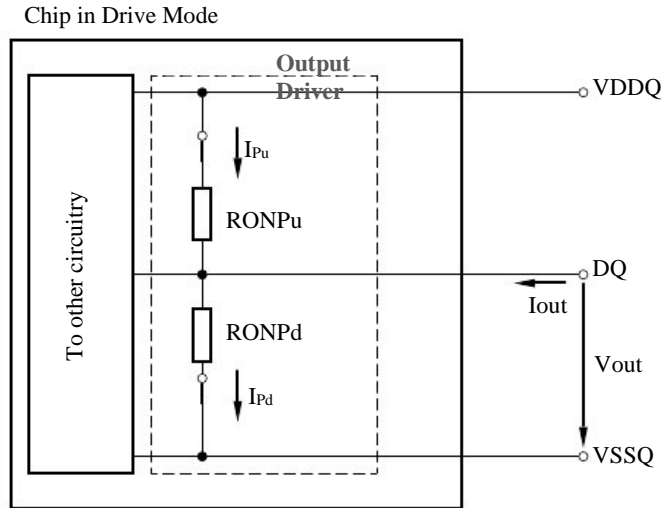 Chip in Drive Mode
Output
Driver
VDDQ
IPu
RONPu
To other circuitry
DQ
Iout
RONPd
Vout
IPd
VSSQ